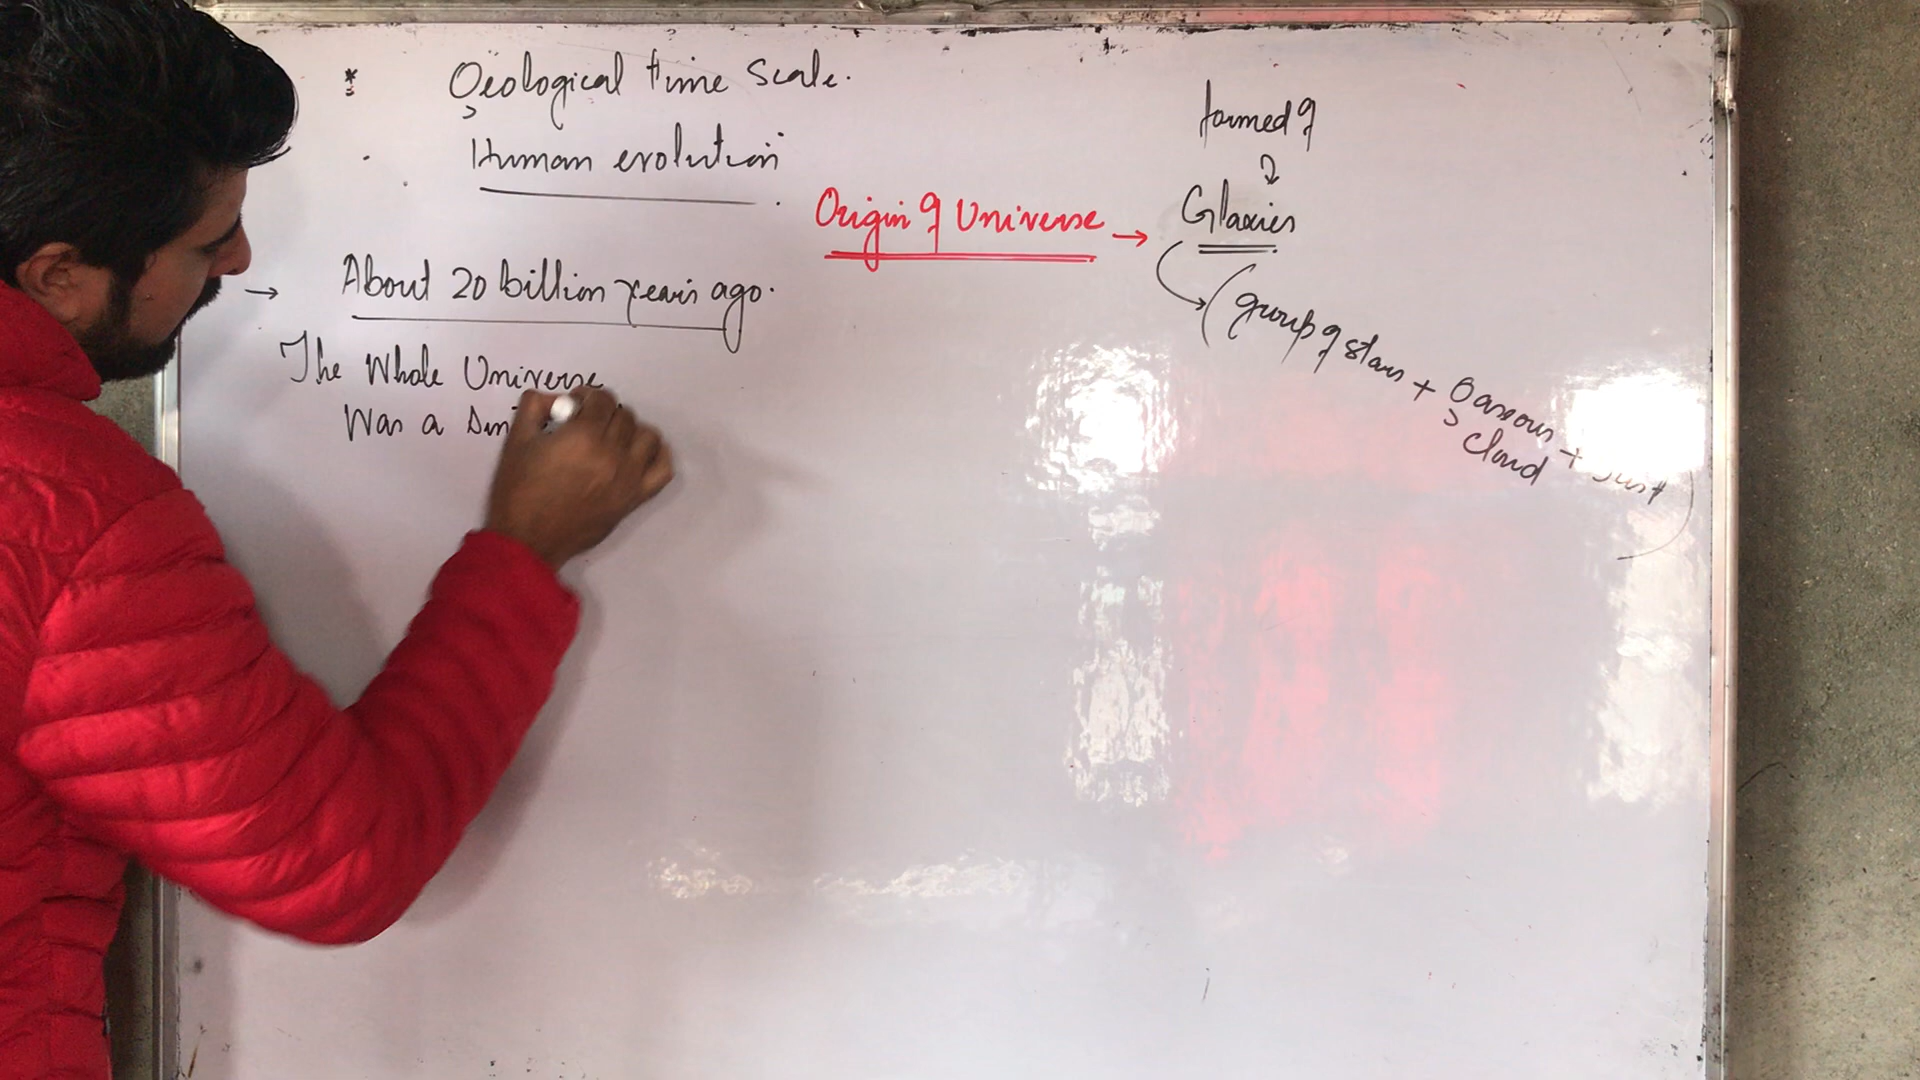 * Geological time Scale.
Human evolution
Origin of Universe →
formed of
Glaxies
(group of stars + Gaseous cloud + Dust
→ About 20 billion years ago.
The Whole Universe
Was a